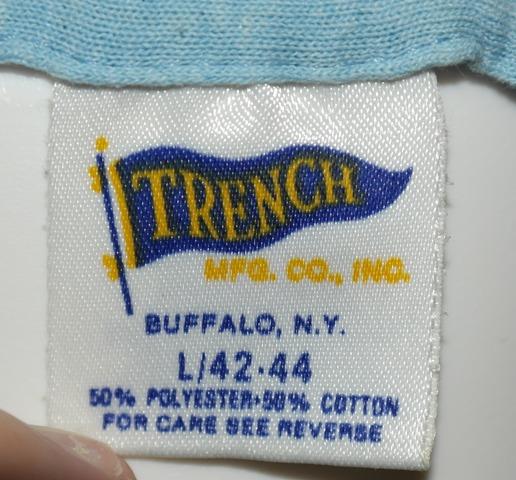 TRENCH
MFG. CO., INC.
BUFFALO, N.Y.
L/42·44
50% POLYESTER·50% COTTON
FOR CARE SEE REVERSE